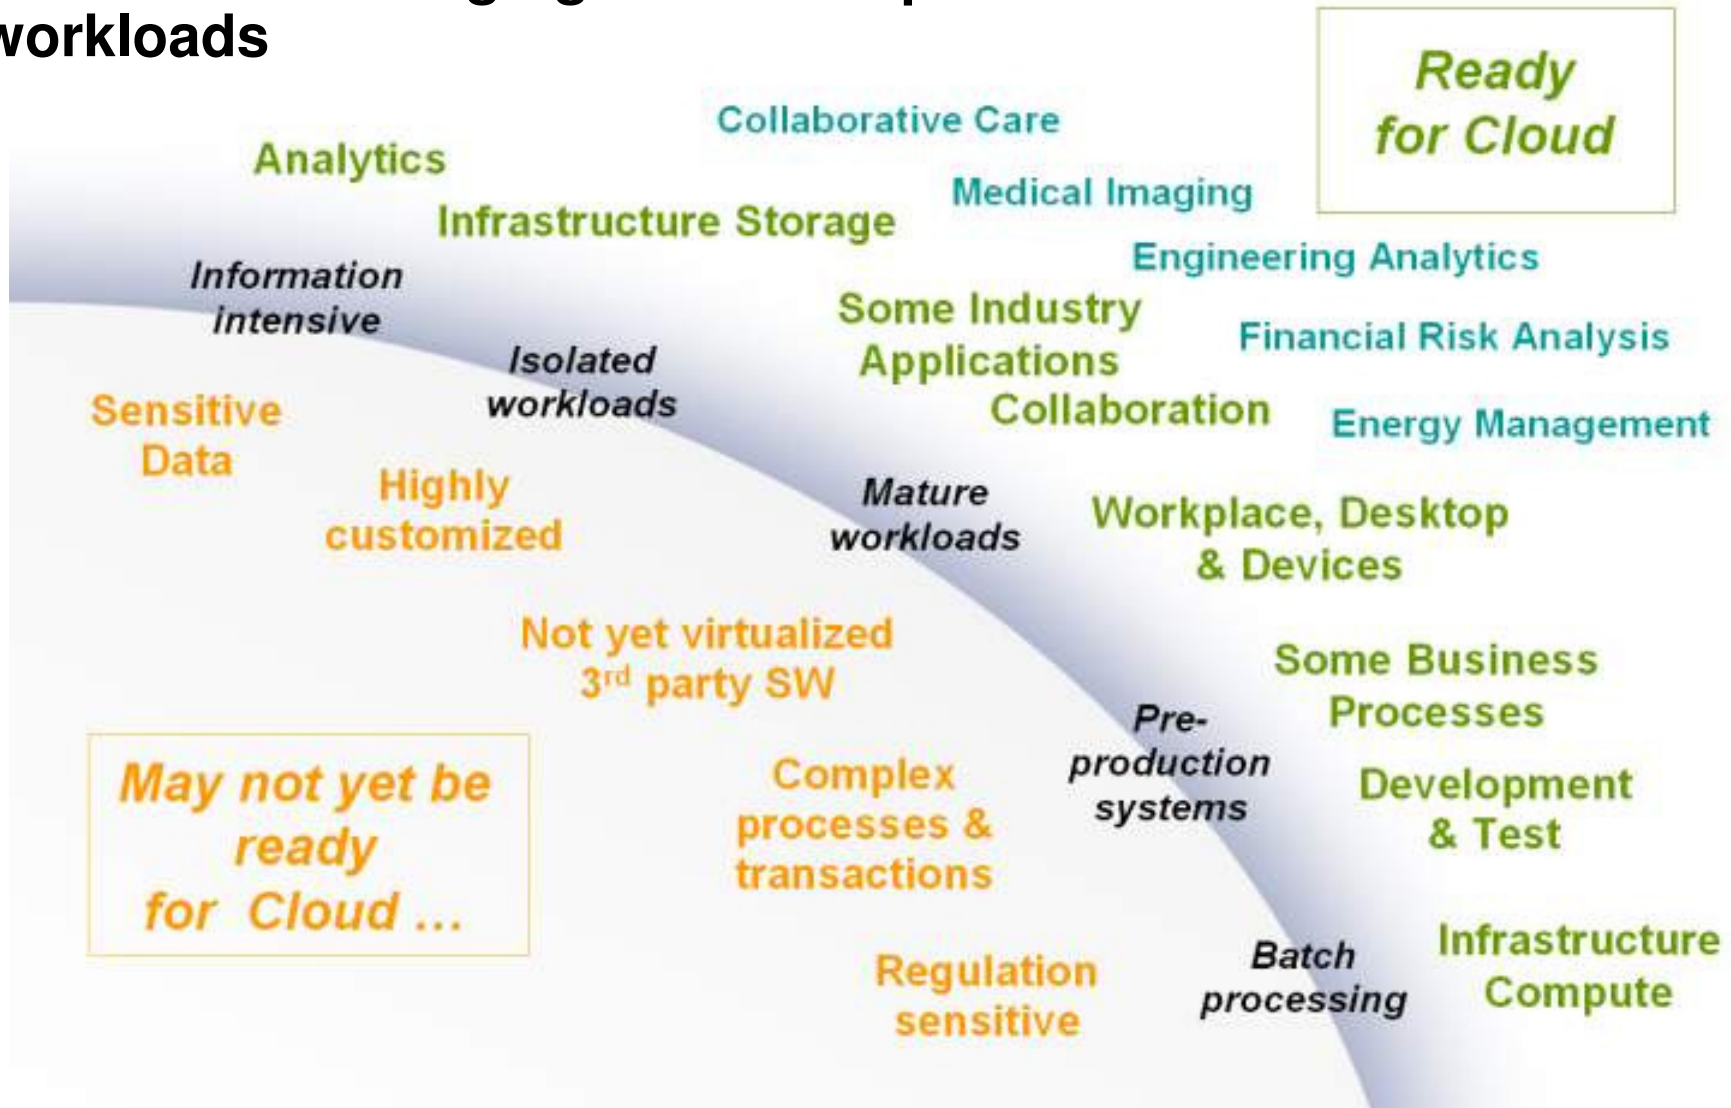 workloads
Ready
for Cloud
Collaborative Care
Analytics
Medical Imaging
Infrastructure Storage
Engineering Analytics
Information
intensive
Some Industry
Applications
Financial Risk Analysis
Isolated
workloads
Collaboration
Energy Management
Sensitive
Data
Highly
customized
Mature
workloads
Workplace, Desktop
& Devices
Not yet virtualized
3rd party SW
Some Business
Processes
Pre-
production
systems
May not yet be
ready
for Cloud ...
Complex
processes &
transactions
Development
& Test
Regulation
sensitive
Batch
processing
Infrastructure
Compute